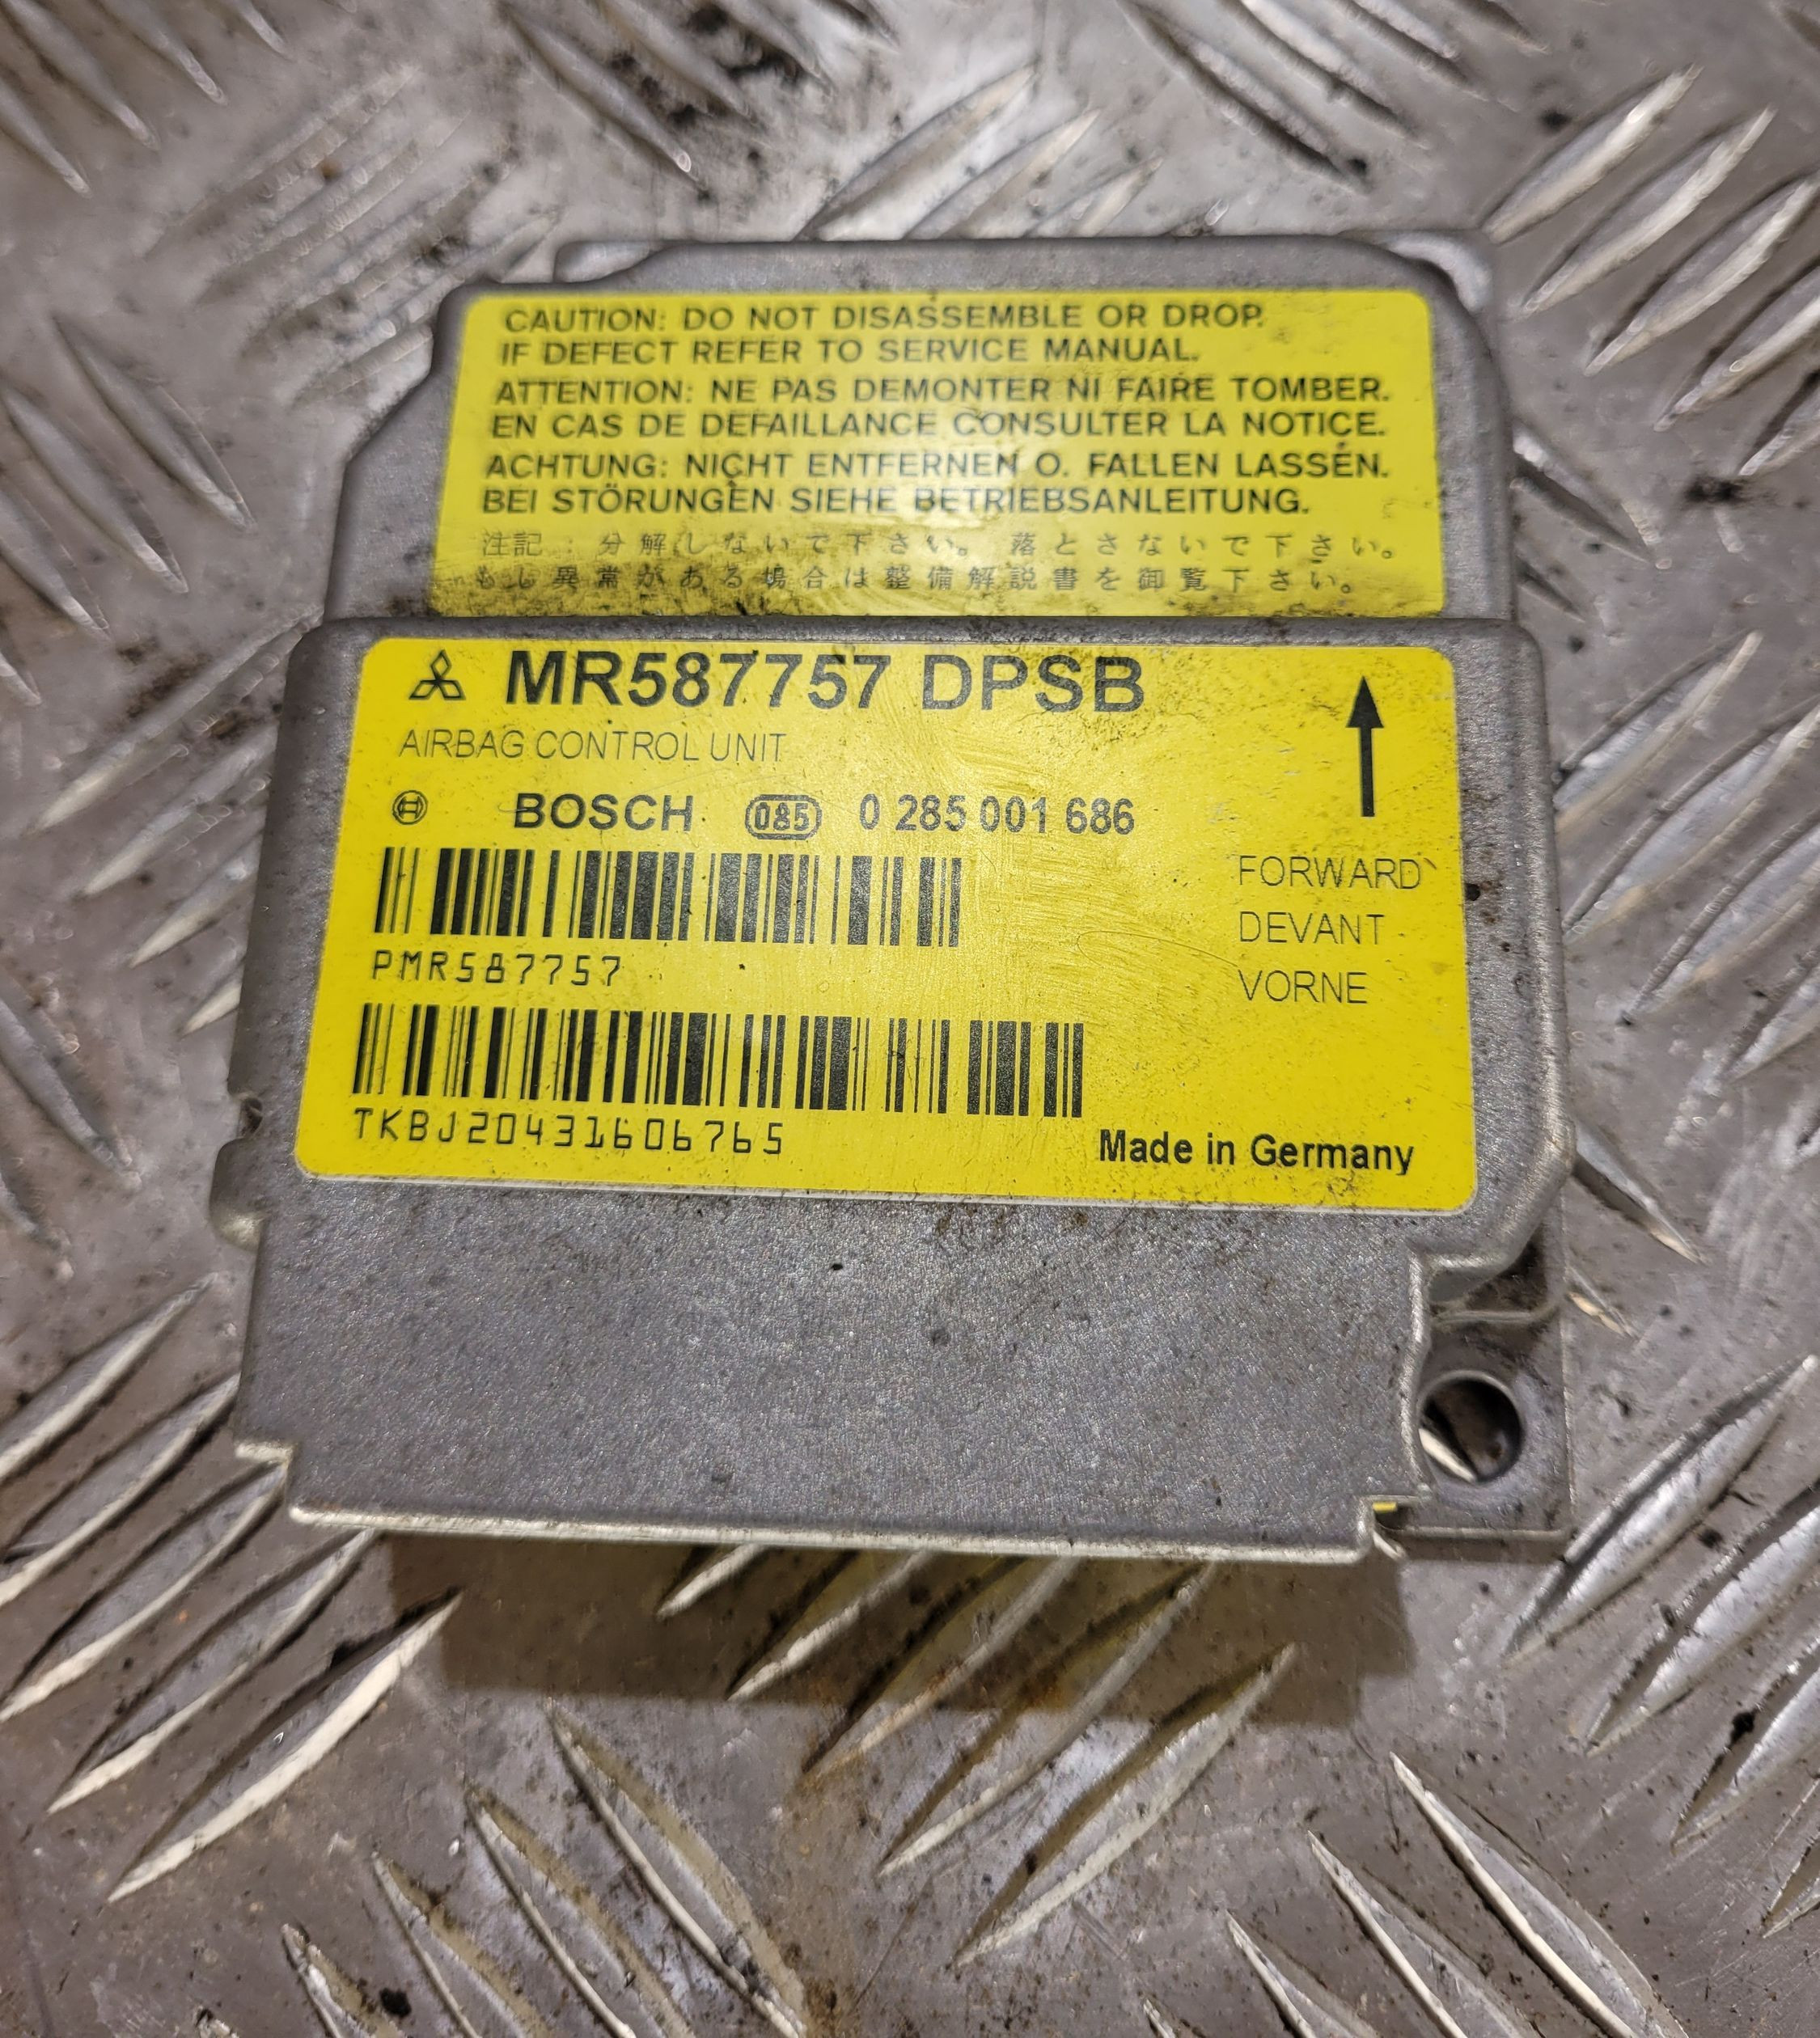 CAUTION: DO NOT DISASSEMBLE OR DROP.
IF DEFECT REFER TO SERVICE MANUAL.
ATTENTION: NE PAS DEMONTER NI FAIRE TOMBER.
EN CAS DE DEFAILLANCE CONSULTER LA NOTICE.
ACHTUNG: NICHT ENTFERNEN O. FALLEN LASSEN.
BEI STÖRUNGEN SIEHE BETRIEBSANLEITUNG.
注記：分解しないで下さい。落とさないで下さい。
もし異常がある場合は整備解説書を御覧下さい。
MR587757 DPSB
AIRBAG CONTROL UNIT
BOSCH 085 0 285 001 686
PMR587757
FORWARD
DEVANT
VORNE
TKBJ20431606765
Made in Germany